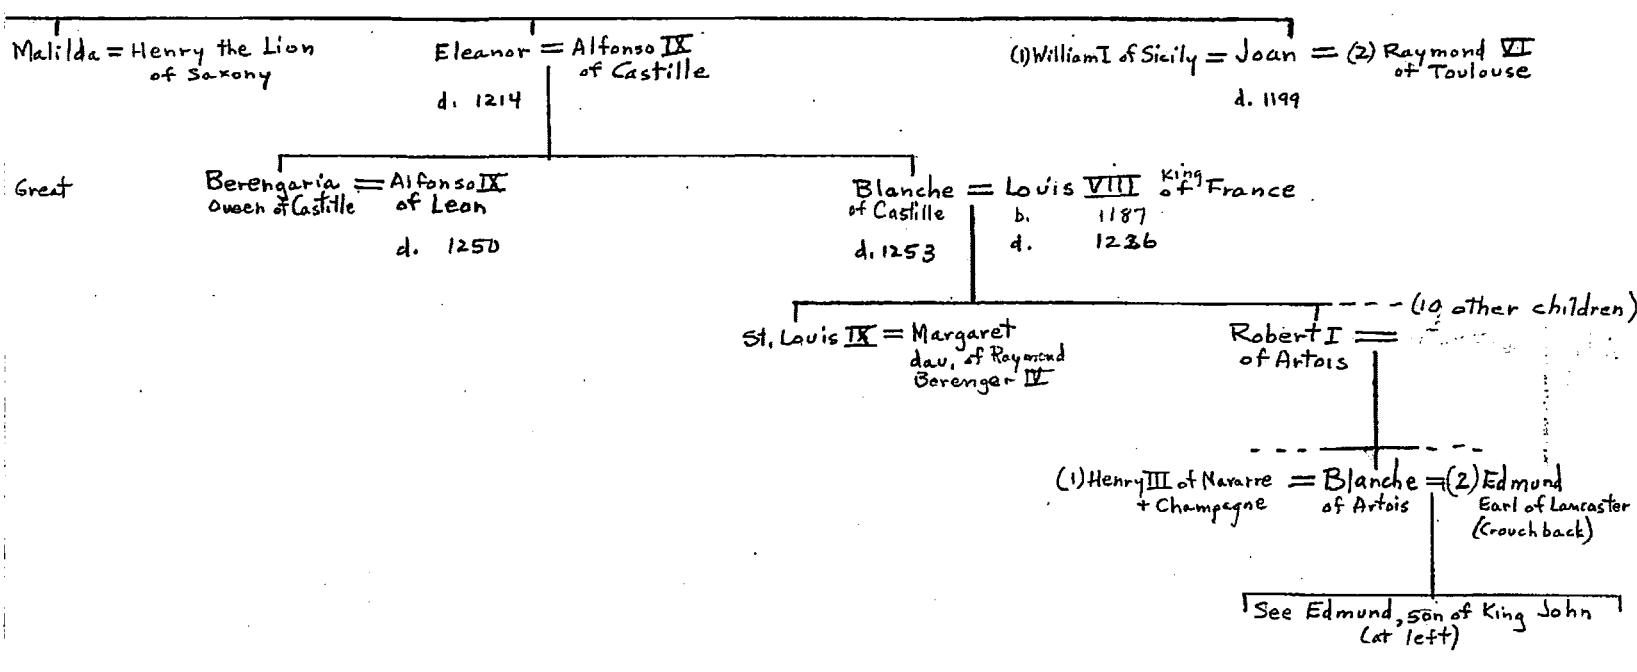 Malilda = Henry the Lion
of Saxony
Eleanor = Alfonso IX
of Castille
d. 1214
(1) William I of Sicily = Joan = (2) Raymond VI
of Toulouse
d. 1199
Great
Berengaria = Alfonso IX
Queen of Castille of Leon
d. 1250
Blanche = Louis VIII King of France
of Castille
b. 1187
d. 1253
d. 1236
(10 other children)
St. Louis IX = Margaret
dau. of Raymond
Berenger IV
Robert I =
of Artois
(1) Henry III of Navarre = Blanche = (2) Edmund
+ Champagne of Artois Earl of Lancaster
(Crouchback)
See Edmund, son of King John
(at left)